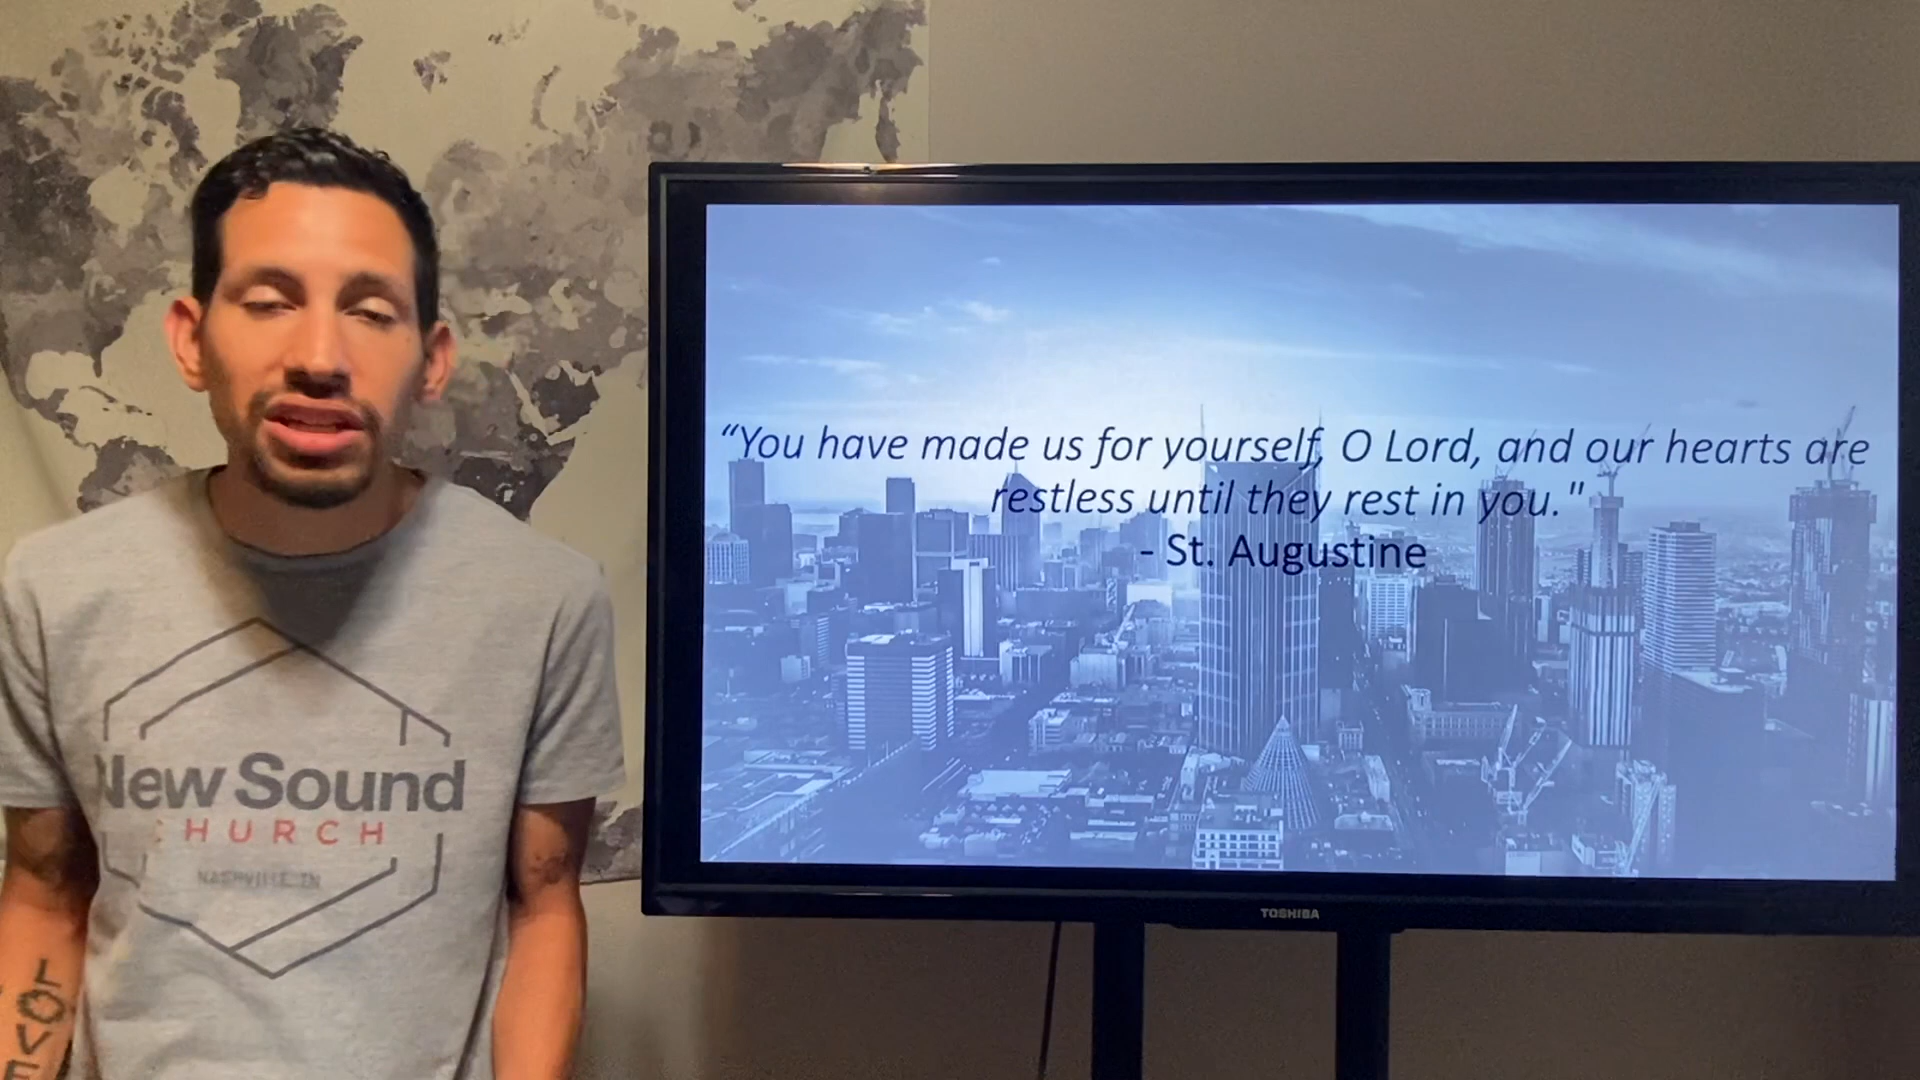 “You have made us for yourself, O Lord, and our hearts are
restless until they rest in you."
- St. Augustine
New Sound
CHURCH
NASHVILLE, TN
TOSHIBA
LOVE